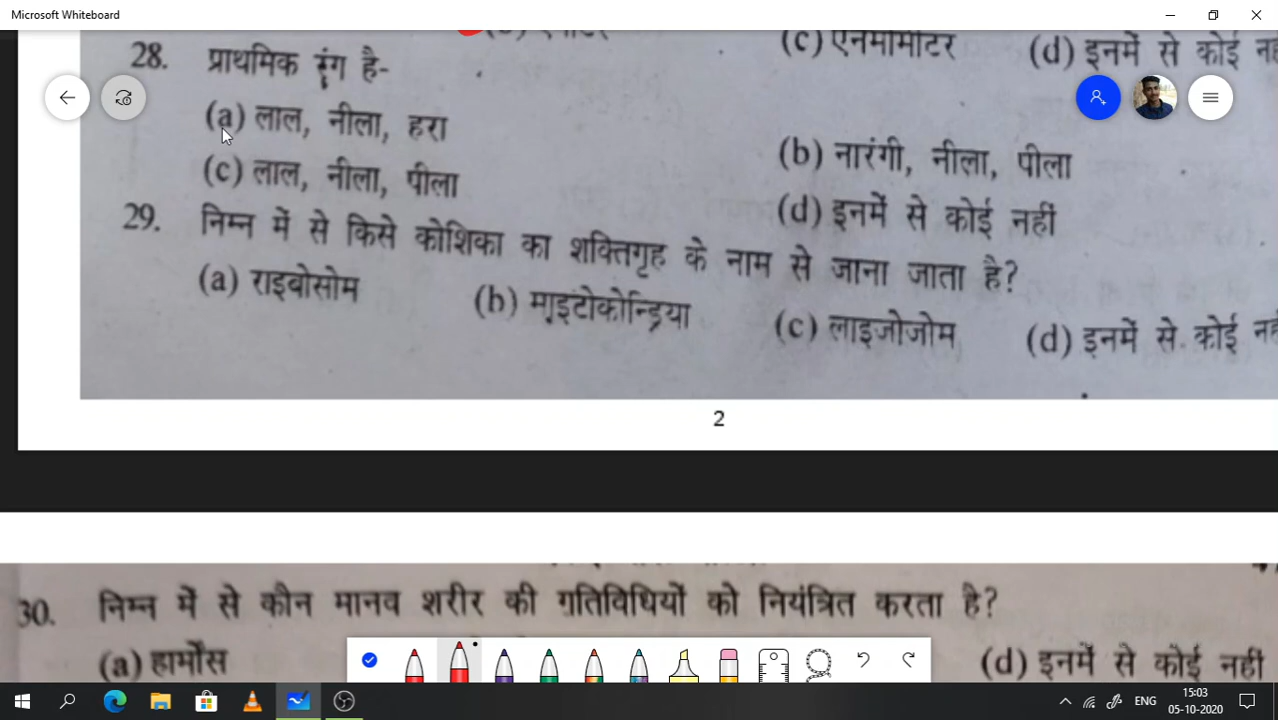 Microsoft Whiteboard
(c) एनमोमीटर (d) इनमें से कोई
28. प्राथमिक रंग है-
(a) लाल, नीला, हरा
(b) नारंगी, नीला, पीला
(c) लाल, नीला, पीला
(d) इनमें से कोई नहीं
29. निम्न में से किसे कोशिका का शक्तिगृह के नाम से जाना जाता है?
(a) राइबोसोम (b) माइटोकोन्ड्रिया (c) लाइजोजोम (d) इनमें से कोई
2
30. निम्न में से कौन मानव शरीर की गतिविधियों को नियंत्रित करता है?
(a) हार्मोंस (d) इनमें से कोई नहीं
ENG 15:03
05-10-2020